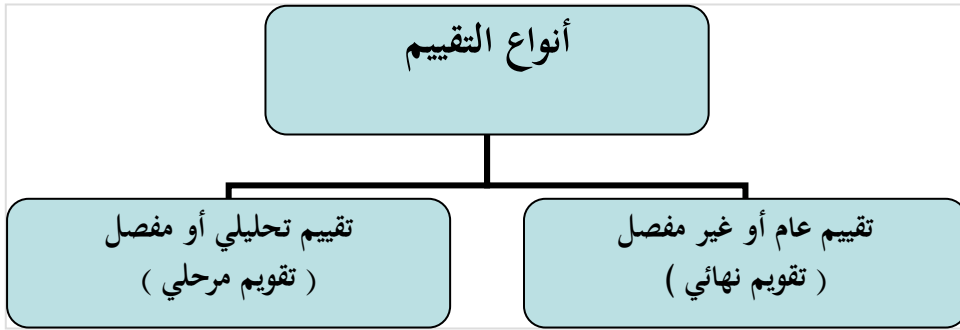 أنواع التقييم
تقييم عام أو غير مفصل
( تقويم نهائي )
تقييم تحليلي أو مفصل
( تقويم مرحلي )